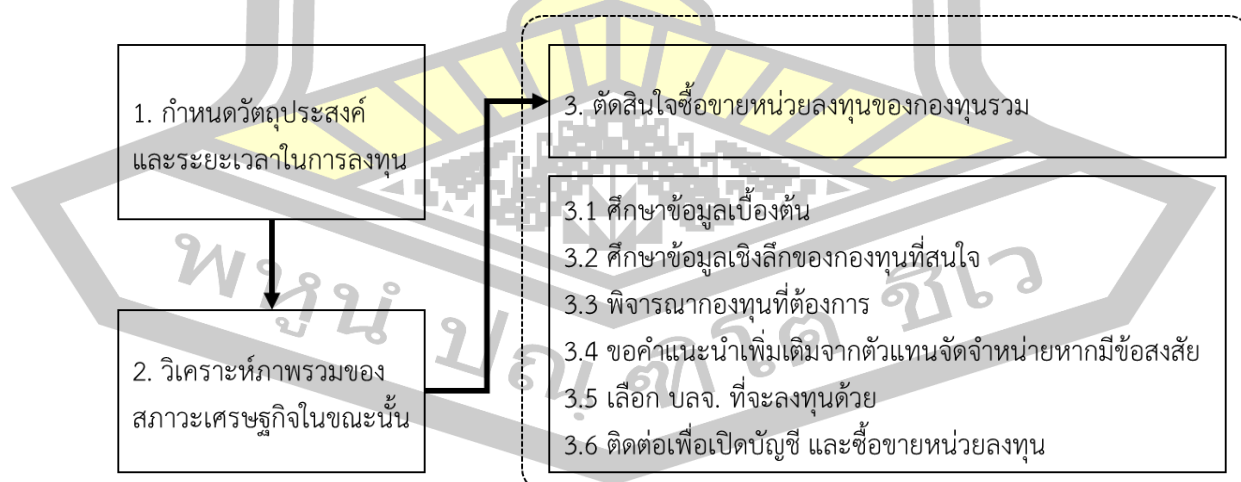 1. กำหนดวัตถุประสงค์
และระยะเวลาในการลงทุน
2. วิเคราะห์ภาพรวมของ
สภาวะเศรษฐกิจในขณะนั้น
3. ตัดสินใจซื้อขายหน่วยลงทุนของกองทุนรวม
3.1 ศึกษาข้อมูลเบื้องต้น
3.2 ศึกษาข้อมูลเชิงลึกของกองทุนที่สนใจ
3.3 พิจารณากองทุนที่ต้องการ
3.4 ขอคำแนะนำเพิ่มเติมจากตัวแทนจัดจำหน่ายหากมีข้อสงสัย
3.5 เลือก บลจ. ที่จะลงทุนด้วย
3.6 ติดต่อเพื่อเปิดบัญชี และซื้อขายหน่วยลงทุน
พหูนํ ปณฺฑิโต ชีเว